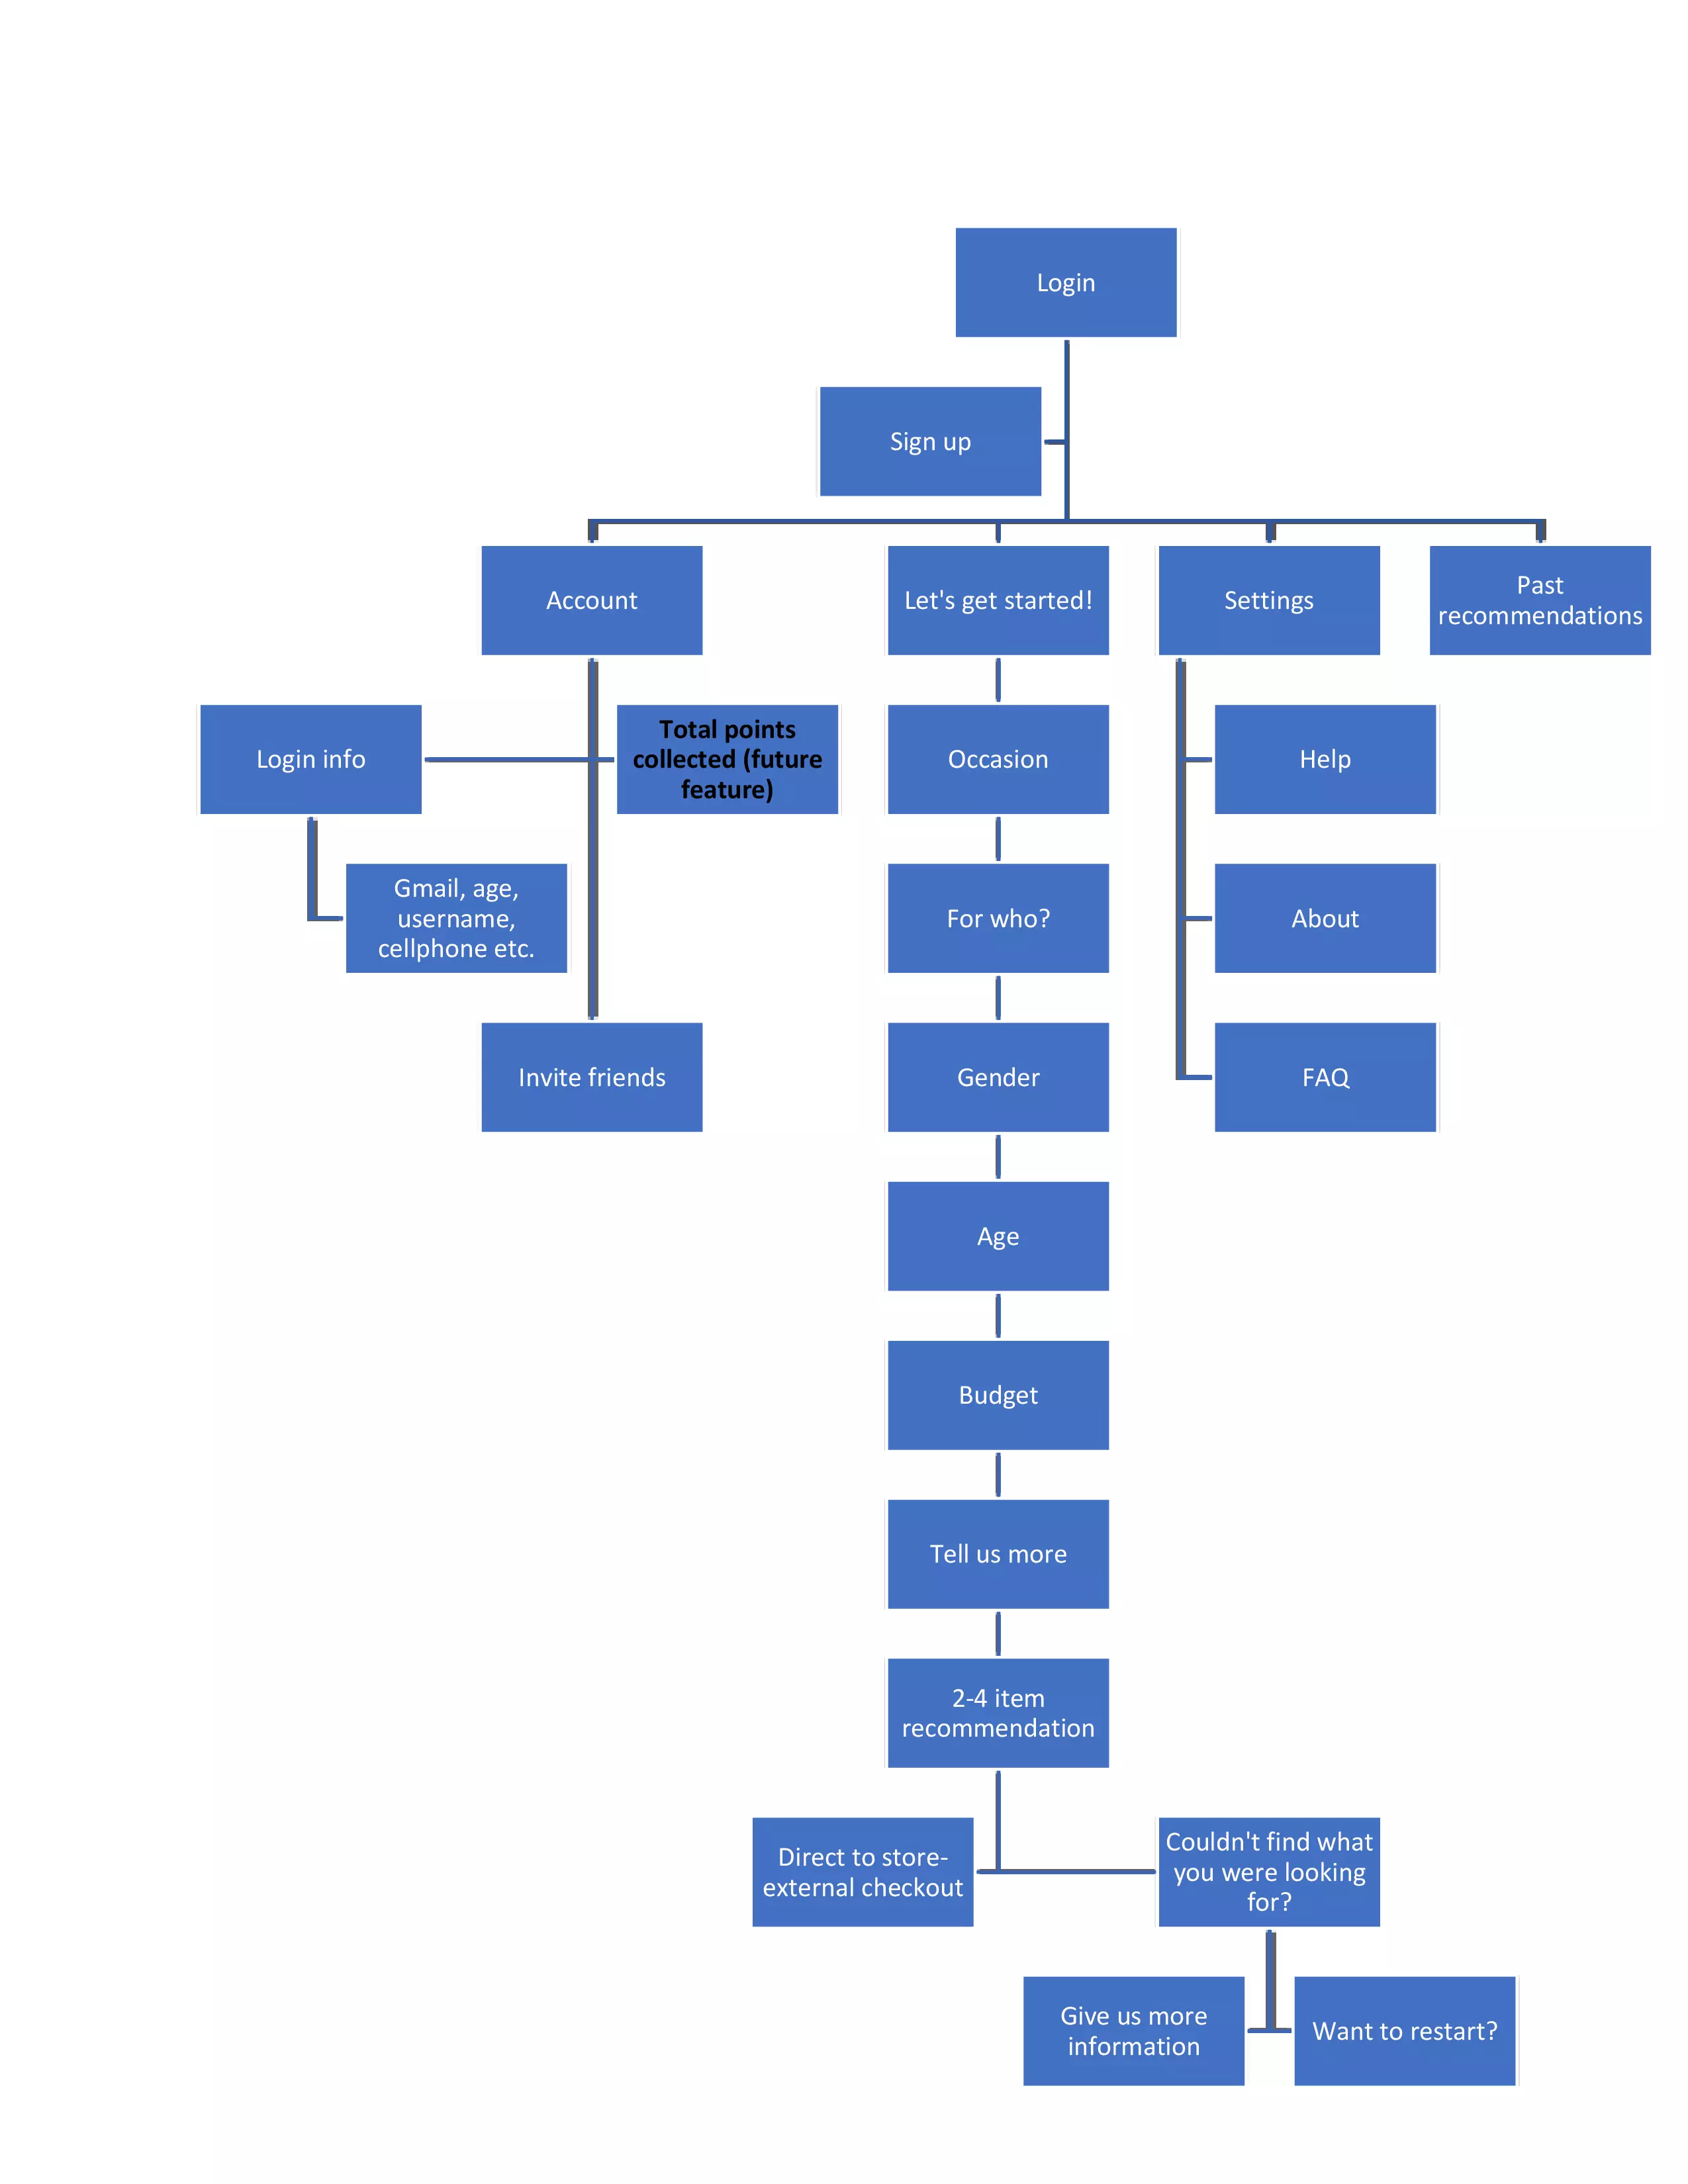 Login
Sign up
Account
Let's get started!
Settings
Past
recommendations
Login info
Total points
collected (future
feature)
Occasion
Help
Gmail, age,
username,
cellphone etc.
For who?
About
Invite friends
Gender
FAQ
Age
Budget
Tell us more
2-4 item
recommendation
Direct to store-
external checkout
Couldn't find what
you were looking
for?
Give us more
information
Want to restart?